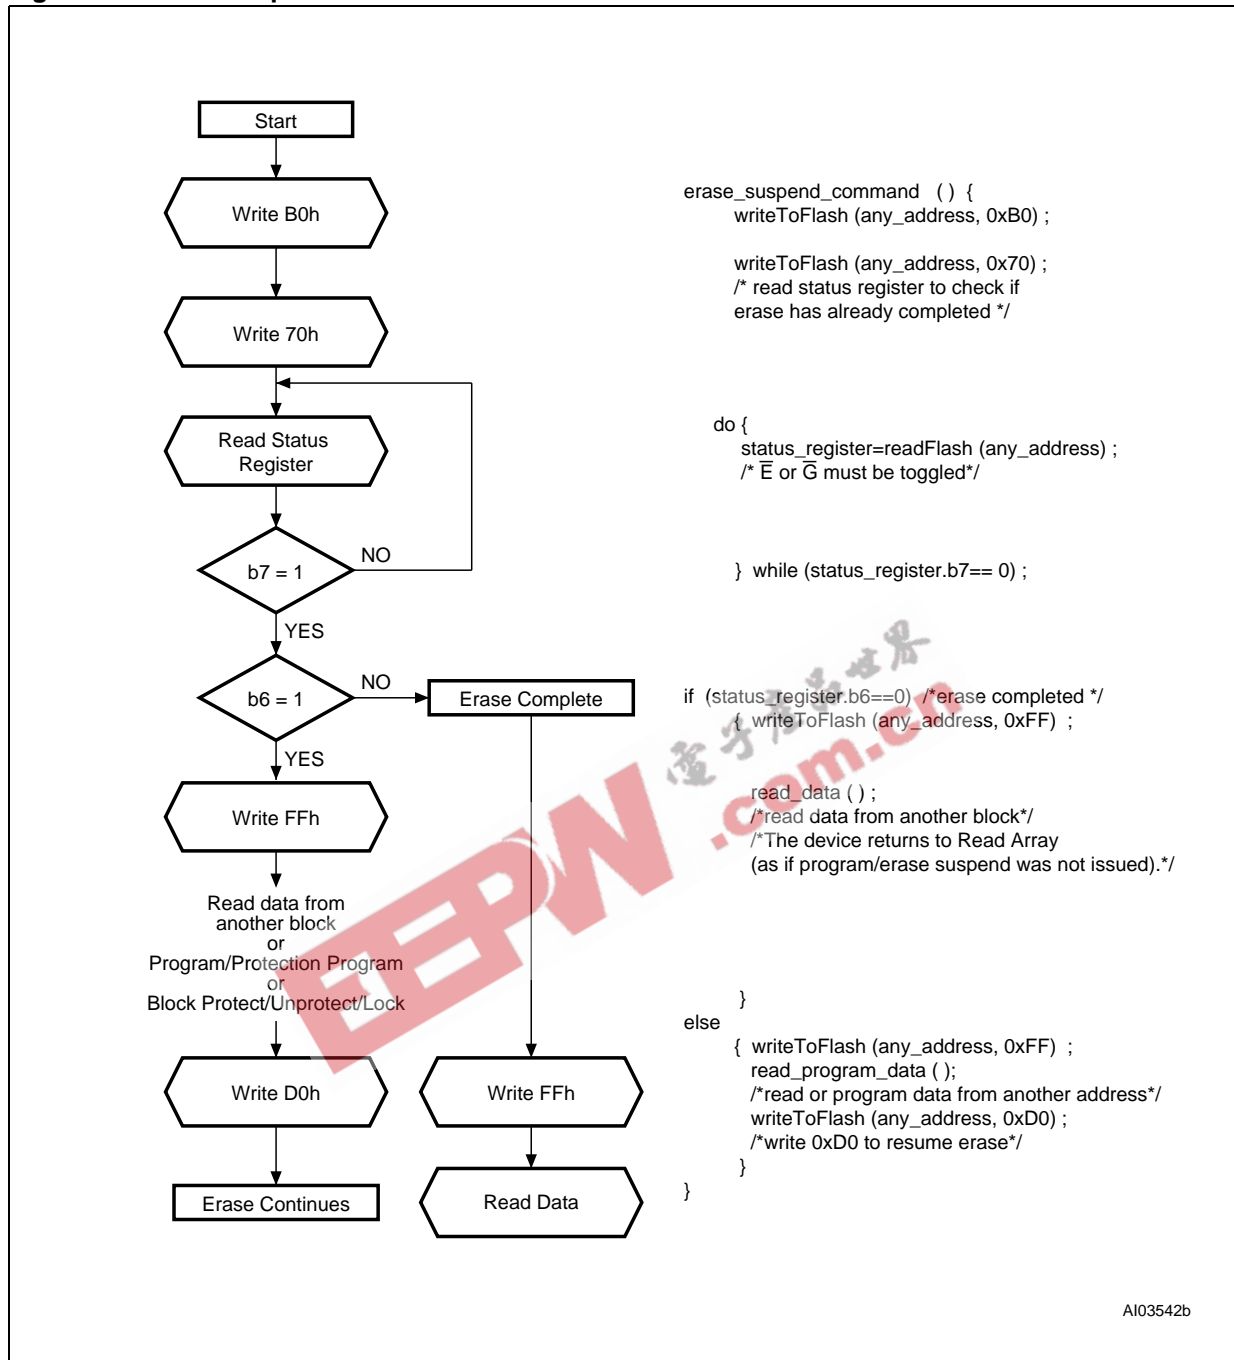 Start
Write B0h
Write 70h
Read Status
Register
b7 = 1
NO
YES
b6 = 1
NO
Erase Complete
YES
Write FFh
Read data from
another block
or
Program/Protection Program
or
Block Protect/Unprotect/Lock
Write D0h
Write FFh
Erase Continues
Read Data
erase_suspend_command ( ) {
writeToFlash (any_address, 0xB0) ;
writeToFlash (any_address, 0x70) ;
/* read status register to check if
erase has already completed */
do {
status_register=readFlash (any_address) ;
/* E̅ or G̅ must be toggled*/
} while (status_register.b7== 0) ;
if (status_register.b6==0) /*erase completed */
{ writeToFlash (any_address, 0xFF) ;
read_data ( ) ;
/*read data from another block*/
/*The device returns to Read Array
(as if program/erase suspend was not issued).*/
}
else
{ writeToFlash (any_address, 0xFF) ;
read_program_data ( );
/*read or program data from another address*/
writeToFlash (any_address, 0xD0) ;
/*write 0xD0 to resume erase*/
}
}
EEPW
.com.cn
電子產品世界
AI03542b